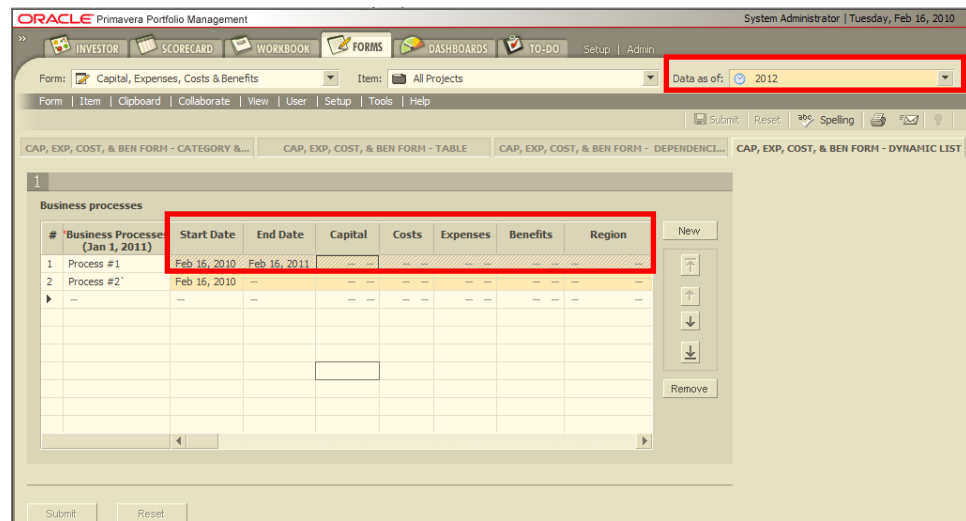 ORACLE Primavera Portfolio Management System Administrator | Tuesday, Feb 16, 2010
» INVESTOR SCORECARD WORKBOOK FORMS DASHBOARDS TO-DO Setup | Admin
Form: Capital, Expenses, Costs & Benefits Item: All Projects Data as of: 2012
Form | Item | Clipboard | Collaborate | View | User | Setup | Tools | Help
Submit Reset abc Spelling
CAP, EXP, COST, & BEN FORM - CATEGORY &... CAP, EXP, COST, & BEN FORM - TABLE CAP, EXP, COST, & BEN FORM - DEPENDENCI... CAP, EXP, COST, & BEN FORM - DYNAMIC LIST
1
Business processes
# *Business Processes Start Date End Date Capital Costs Expenses Benefits Region New
(Jan 1, 2011)
1 Process #1 Feb 16, 2010 Feb 16, 2011 — — — — — — — — — —
2 Process #2` Feb 16, 2010 — — — — — — — — — — —
— — — — — — — — — — — — —
Remove
Submit Reset